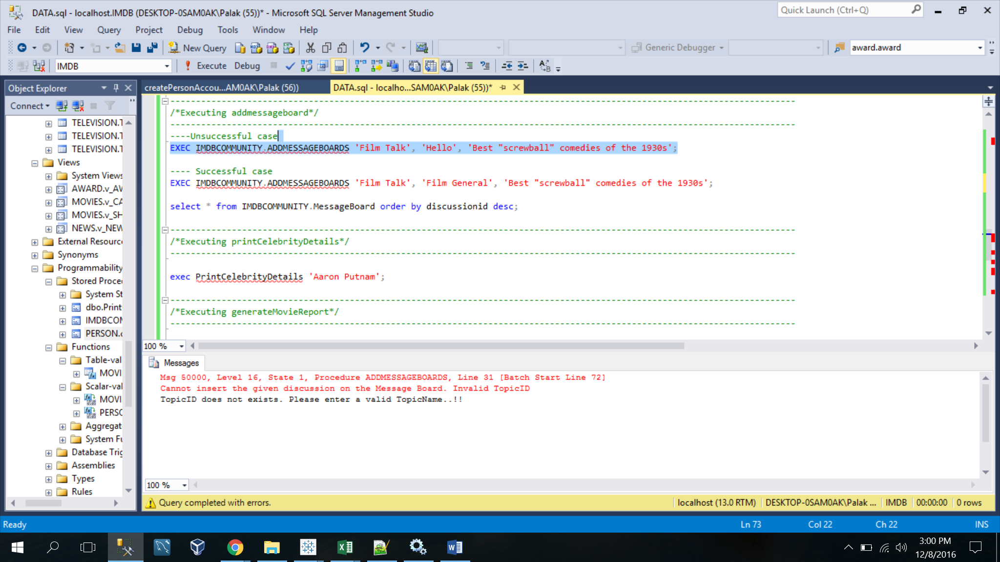 DATA.sql - localhost.IMDB (DESKTOP-0SAM0AK\Palak (55))* - Microsoft SQL Server Management Studio
Quick Launch (Ctrl+Q)
File Edit View Query Project Debug Tools Window Help
New Query
Generic Debugger
award.award
IMDB
Execute Debug
Object Explorer
createPersonAccou...AM0AK\Palak (56))
DATA.sql - localho...SAM0AK\Palak (55))*
Connect
TELEVISION.T
TELEVISION.T
TELEVISION.T
Views
System Views
AWARD.v_AV
MOVIES.v_CA
MOVIES.v_SH
NEWS.v_NEW
External Resourc
Synonyms
Programmability
Stored Proce
System St
dbo.Print
IMDBCOM
PERSON.c
Functions
Table-val
MOVI
Scalar-val
MOVI
PERSC
Aggregat
System Fu
Database Trig
Assemblies
Types
Rules
/*Executing addmessageboard*/
----Unsuccessful case
EXEC IMDBCOMMUNITY.ADDMESSAGEBOARDS 'Film Talk', 'Hello', 'Best "screwball" comedies of the 1930s';
---- Successful case
EXEC IMDBCOMMUNITY.ADDMESSAGEBOARDS 'Film Talk', 'Film General', 'Best "screwball" comedies of the 1930s';
select * from IMDBCOMMUNITY.MessageBoard order by discussionid desc;
/*Executing printCelebrityDetails*/
exec PrintCelebrityDetails 'Aaron Putnam';
/*Executing generateMovieReport*/
100 %
Messages
Msg 50000, Level 16, State 1, Procedure ADDMESSAGEBOARDS, Line 31 [Batch Start Line 72]
Cannot insert the given discussion on the Message Board. Invalid TopicID
TopicID does not exists. Please enter a valid TopicName..!!
100 %
Query completed with errors.
localhost (13.0 RTM) DESKTOP-0SAM0AK\Palak ... IMDB 00:00:00 0 rows
Ready
Ln 73 Col 22 Ch 22 INS
3:00 PM
12/8/2016